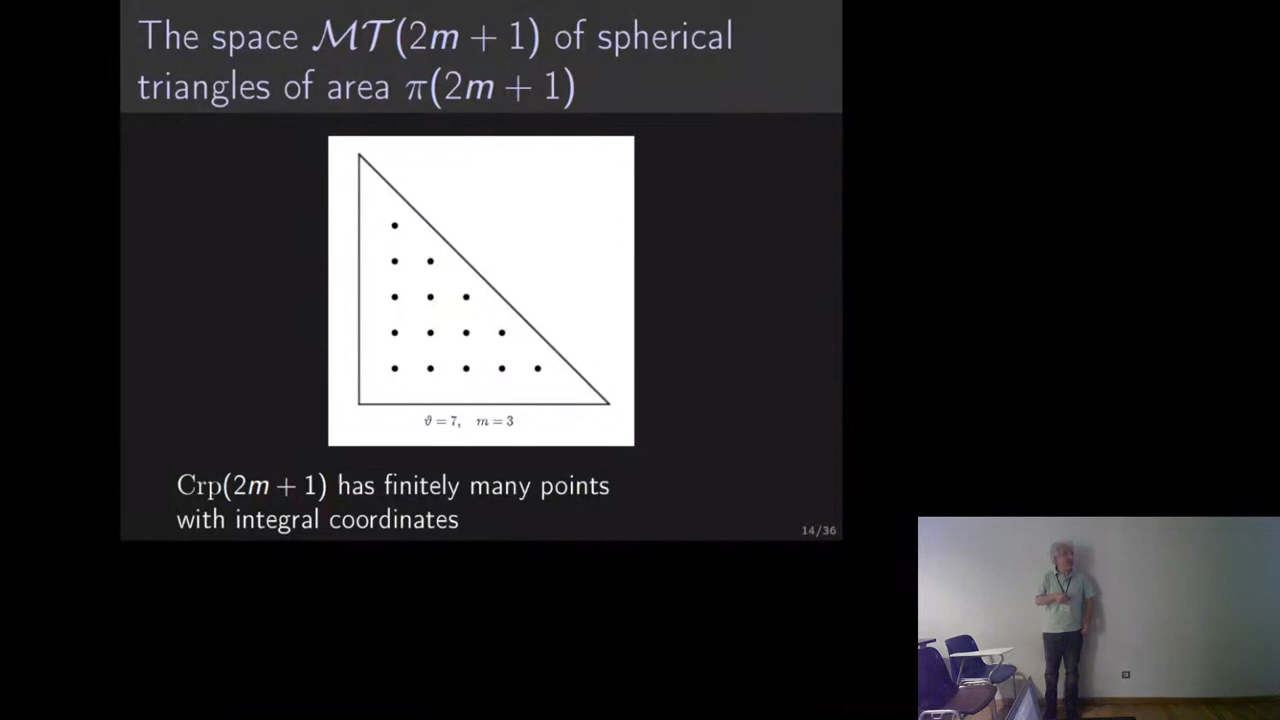 The space 𝓜𝓣(2m + 1) of spherical
triangles of area π(2m + 1)
ϑ = 7,  m = 3
Crp(2m + 1) has finitely many points
with integral coordinates
14/36